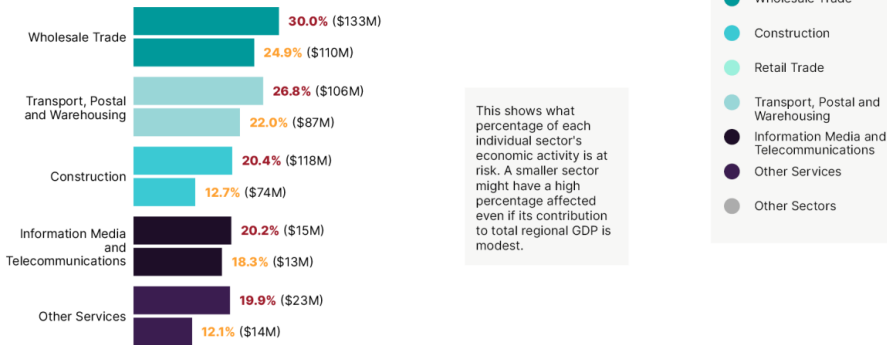 Wholesale Trade
30.0% ($133M)
24.9% ($110M)
Transport, Postal
and Warehousing
26.8% ($106M)
22.0% ($87M)
Construction
20.4% ($118M)
12.7% ($74M)
Information Media
and
Telecommunications
20.2% ($15M)
18.3% ($13M)
Other Services
19.9% ($23M)
12.1% ($14M)
This shows what
percentage of each
individual sector's
economic activity is at
risk. A smaller sector
might have a high
percentage affected
even if its contribution
to total regional GDP is
modest.
Wholesale Trade
Construction
Retail Trade
Transport, Postal and
Warehousing
Information Media and
Telecommunications
Other Services
Other Sectors